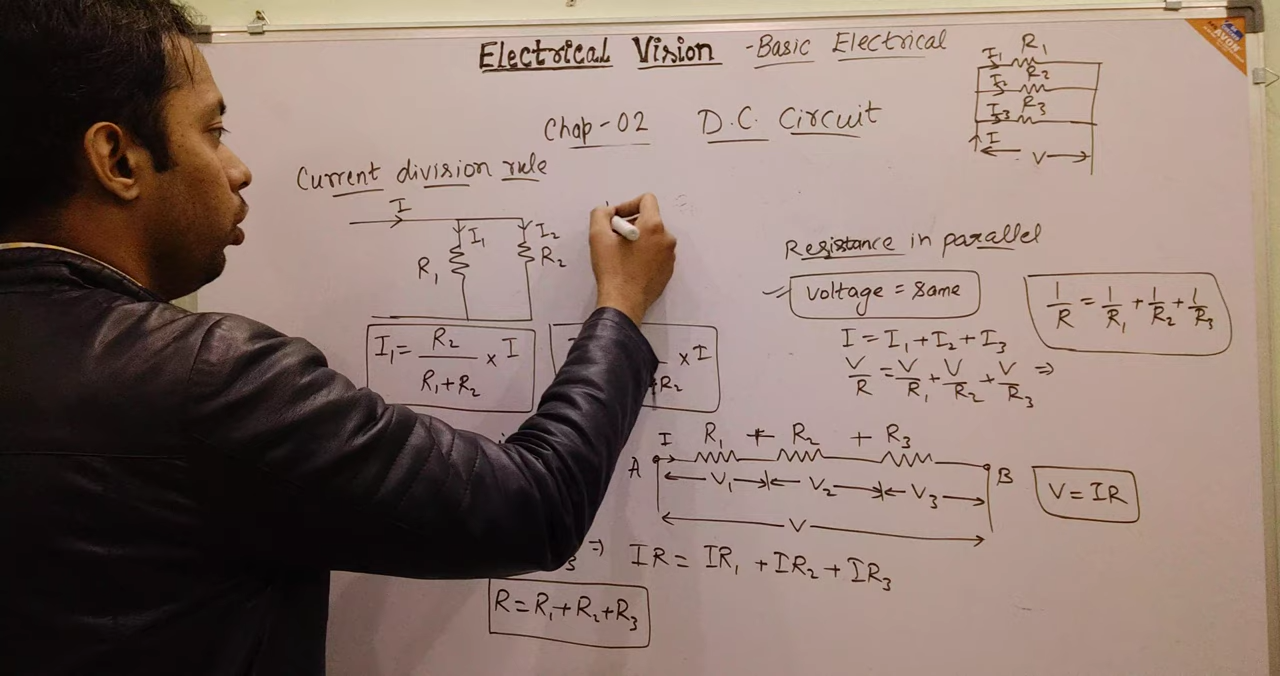 Electrical Vision - Basic Electrical
Chap-02 D.C. Circuit
Current division rule
I
I₁ I₂
R₁ R₂
I₁ = R₂ / R₁+R₂ × I
× I
R₂
I₁ R₁
I₂ R₂
I₃ R₃
I
V
AVON
Resistance in parallel
Voltage = Same
1/R = 1/R₁ + 1/R₂ + 1/R₃
I = I₁+I₂+I₃
V/R = V/R₁ + V/R₂ + V/R₃ ⇒
I R₁ + R₂ + R₃
A B
V₁ V₂ V₃
V
V = IR
3 ⇒ IR = IR₁ + IR₂ + IR₃
R = R₁+R₂+R₃